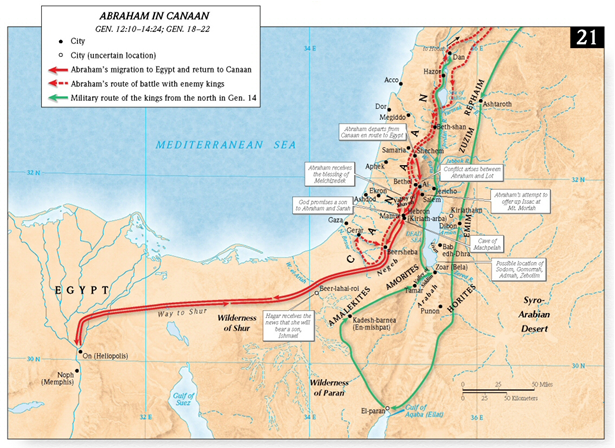 ABRAHAM IN CANAAN
GEN. 12:10–14:24; GEN. 18–22
City
City (uncertain location)
Abraham's migration to Egypt and return to Canaan
Abraham's route of battle with enemy kings
Military route of the kings from the north in Gen. 14
21
34 E
36 E
To Hobah
Dan
Hazor
Acco
REPHAIM
Ashtaroth
Dor
Megiddo
ZUZIM
Beth-shan
MEDITERRANEAN SEA
Abraham departs from
Canaan en route to Egypt
Samaria
Shechem
CANAAN
Conflict arises between
Abraham and Lot
Aphek
Abraham receives
the blessing of
Melchizedek
32 N
32 N
Bethel
Ai
Jericho
Ekron
Salem
Ashdod
God promises a son
to Abraham and Sarah
Abraham's attempt to
offer up Isaac at
Mt. Moriah
Gaza
Mamre
Hebron
(Kiriath-arba)
Kiriathaim
Dibon
EMIM
Gerar
DEAD
SEA
Cave of
Machpelah
Bab
edh-Dhra
Beersheba
Possible location of
Sodom, Gomorrah,
Admah, Zeboiim
Negeb
Zoar (Bela)
AMORITES
Tamar
EGYPT
Beer-lahai-roi
Arabah
HORITES
Syro-
Arabian
Desert
Way to Shur
AMALEKITES
Punon
Wilderness
of Shur
Hagar receives the
news that she will
bear a son,
Ishmael
Kadesh-barnea
(En-mishpat)
On (Heliopolis)
30 N
30 N
Noph
(Memphis)
Wilderness
of Paran
Gulf of
Suez
El-paran
Gulf of
Aqaba (Eilat)
34 E
36 E
0 25 50 Miles
0 25 50 Kilometers